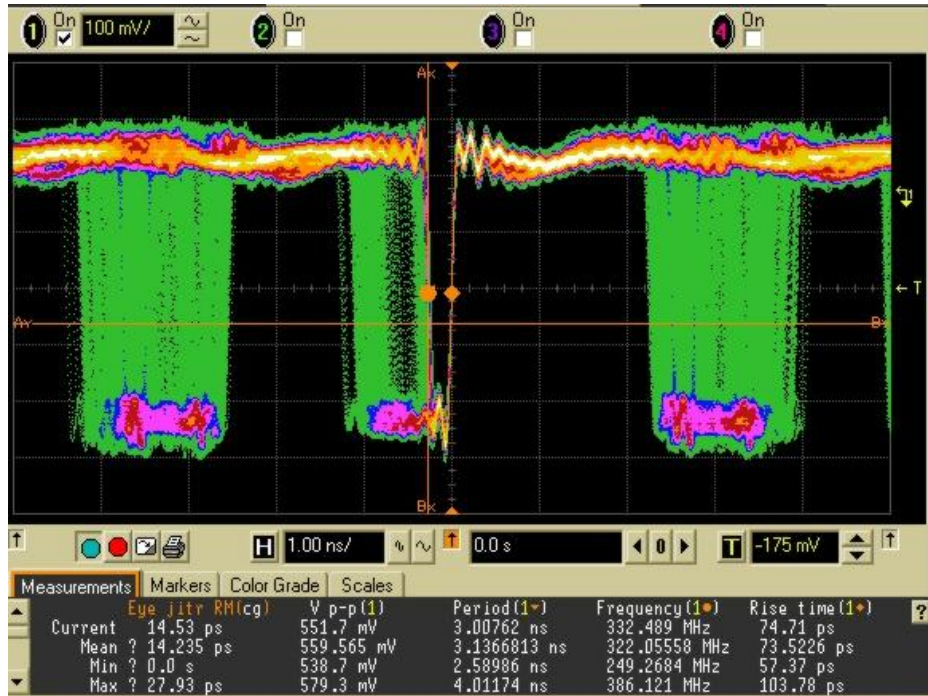 1 On 100 mV/ 2 On 3 On 4 On
Ax
1
T
Ay B
Bx
H 1.00 ns/ 0.0 s 0 T -175 mV
Measurements Markers Color Grade Scales
Eye jitr RM(cg) V p-p(1) Period(1) Frequency(1) Rise time(1) ?
Current 14.53 ps 551.7 mV 3.00762 ns 332.489 MHz 74.71 ps
Mean ? 14.235 ps 559.565 mV 3.1366813 ns 322.05558 MHz 73.5226 ps
Min ? 0.0 s 538.7 mV 2.58986 ns 249.2684 MHz 57.37 ps
Max ? 27.93 ps 579.3 mV 4.01174 ns 386.121 MHz 103.78 ps